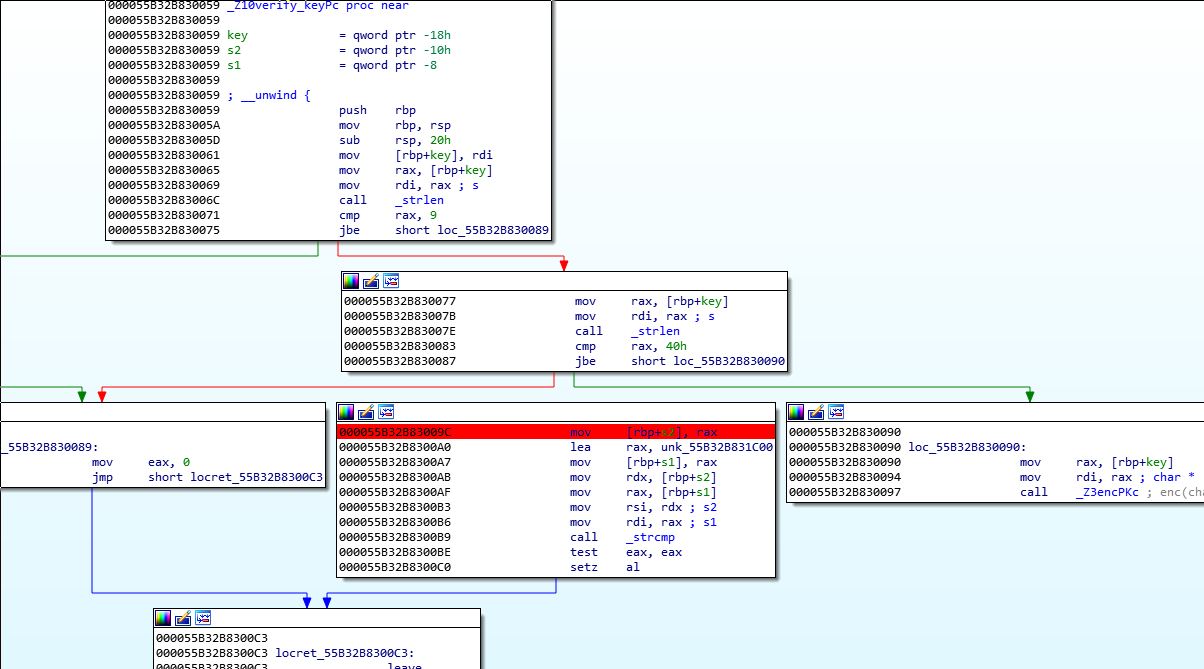 000055B32B830059 _Z10verify_keyPc proc near
000055B32B830059
000055B32B830059 key = qword ptr -18h
000055B32B830059 s2 = qword ptr -10h
000055B32B830059 s1 = qword ptr -8
000055B32B830059
000055B32B830059 ; __unwind {
000055B32B830059 push rbp
000055B32B83005A mov rbp, rsp
000055B32B83005D sub rsp, 20h
000055B32B830061 mov [rbp+key], rdi
000055B32B830065 mov rax, [rbp+key]
000055B32B830069 mov rdi, rax ; s
000055B32B83006C call _strlen
000055B32B830071 cmp rax, 9
000055B32B830075 jbe short loc_55B32B830089
000055B32B830077 mov rax, [rbp+key]
000055B32B83007B mov rdi, rax ; s
000055B32B83007E call _strlen
000055B32B830083 cmp rax, 40h
000055B32B830087 jbe short loc_55B32B830090
_55B32B830089:
mov eax, 0
jmp short locret_55B32B8300C3
000055B32B83009C mov [rbp+s2], rax
000055B32B8300A0 lea rax, unk_55B32B831C00
000055B32B8300A7 mov [rbp+s1], rax
000055B32B8300AB mov rdx, [rbp+s2]
000055B32B8300AF mov rax, [rbp+s1]
000055B32B8300B3 mov rsi, rdx ; s2
000055B32B8300B6 mov rdi, rax ; s1
000055B32B8300B9 call _strcmp
000055B32B8300BE test eax, eax
000055B32B8300C0 setz al
000055B32B830090
000055B32B830090 loc_55B32B830090:
000055B32B830090 mov rax, [rbp+key]
000055B32B830094 mov rdi, rax ; char *
000055B32B830097 call _Z3encPKc ; enc(cha
000055B32B8300C3
000055B32B8300C3 locret_55B32B8300C3:
000055B32B8300C3 leave